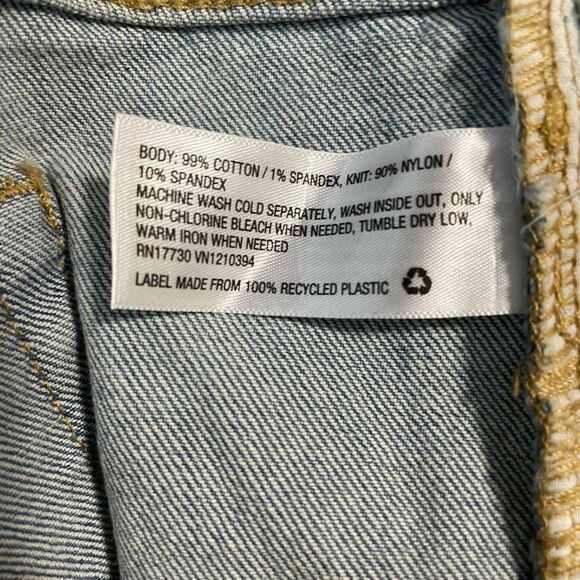 BODY: 99% COTTON / 1% SPANDEX, KNIT: 90% NYLON /
10% SPANDEX
MACHINE WASH COLD SEPARATELY, WASH INSIDE OUT, ONLY
NON-CHLORINE BLEACH WHEN NEEDED, TUMBLE DRY LOW,
WARM IRON WHEN NEEDED
RN17730 VN1210394
LABEL MADE FROM 100% RECYCLED PLASTIC